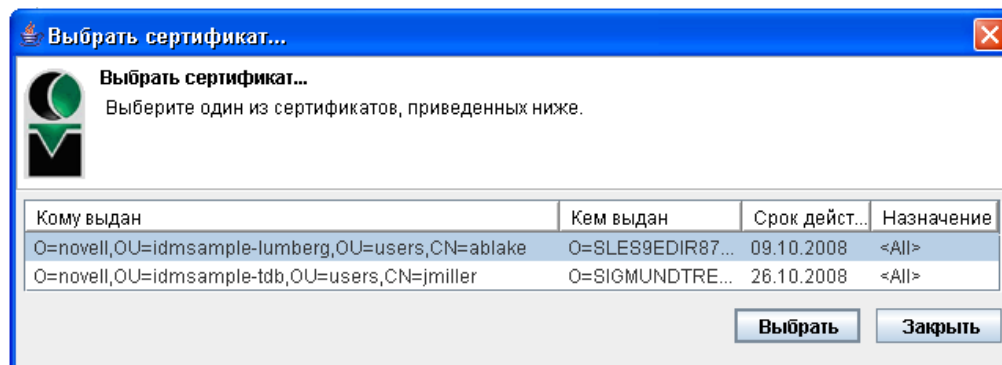 Выбрать сертификат...
Выбрать сертификат...
Выберите один из сертификатов, приведенных ниже.
Кому выдан Кем выдан Срок дейст... Назначение
O=novell,OU=idmsample-lumberg,OU=users,CN=ablake O=SLES9EDIR87... 09.10.2008 <All>
O=novell,OU=idmsample-tdb,OU=users,CN=jmiller O=SIGMUNDTRE... 26.10.2008 <All>
Выбрать Закрыть